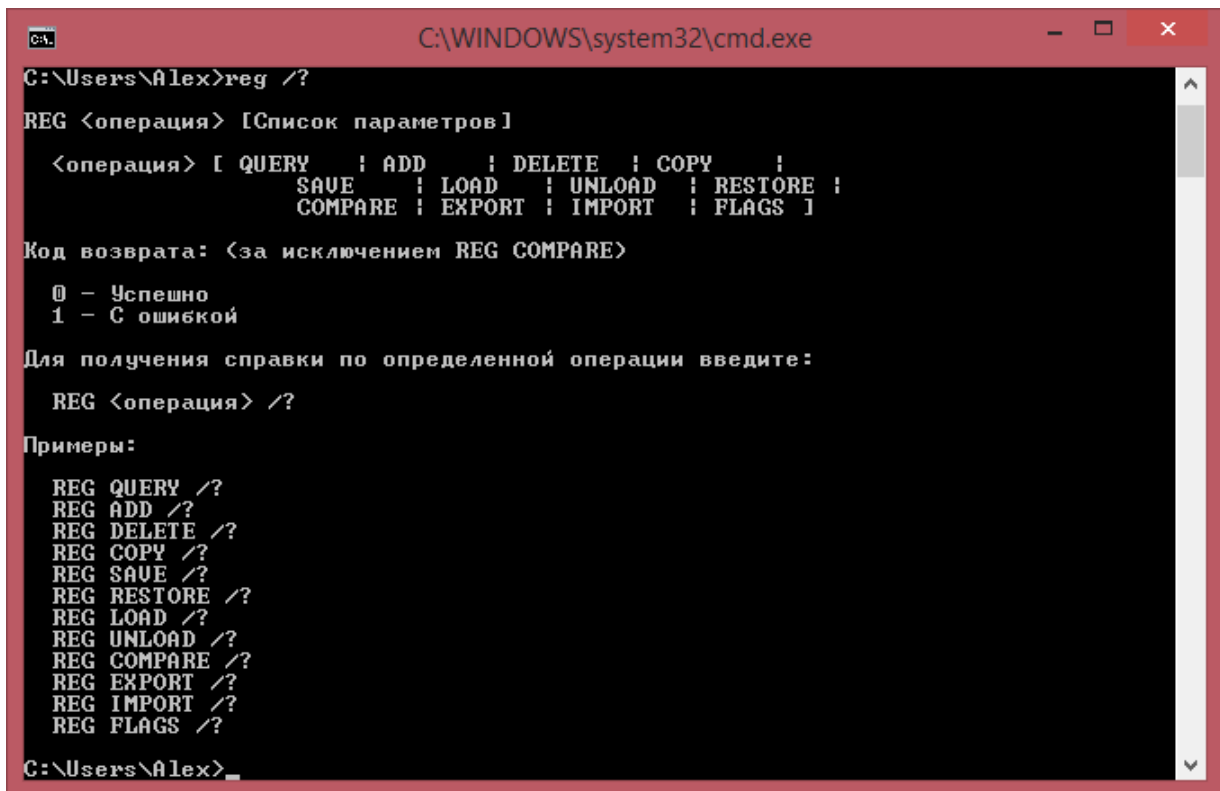 C:\WINDOWS\system32\cmd.exe
C:\Users\Alex>reg /?
REG <операция> [Список параметров]
<операция> [ QUERY | ADD | DELETE | COPY |
SAVE | LOAD | UNLOAD | RESTORE |
COMPARE | EXPORT | IMPORT | FLAGS ]
Код возврата: (за исключением REG COMPARE)
0 - Успешно
1 - С ошибкой
Для получения справки по определенной операции введите:
REG <операция> /?
Примеры:
REG QUERY /?
REG ADD /?
REG DELETE /?
REG COPY /?
REG SAVE /?
REG RESTORE /?
REG LOAD /?
REG UNLOAD /?
REG COMPARE /?
REG EXPORT /?
REG IMPORT /?
REG FLAGS /?
C:\Users\Alex>_